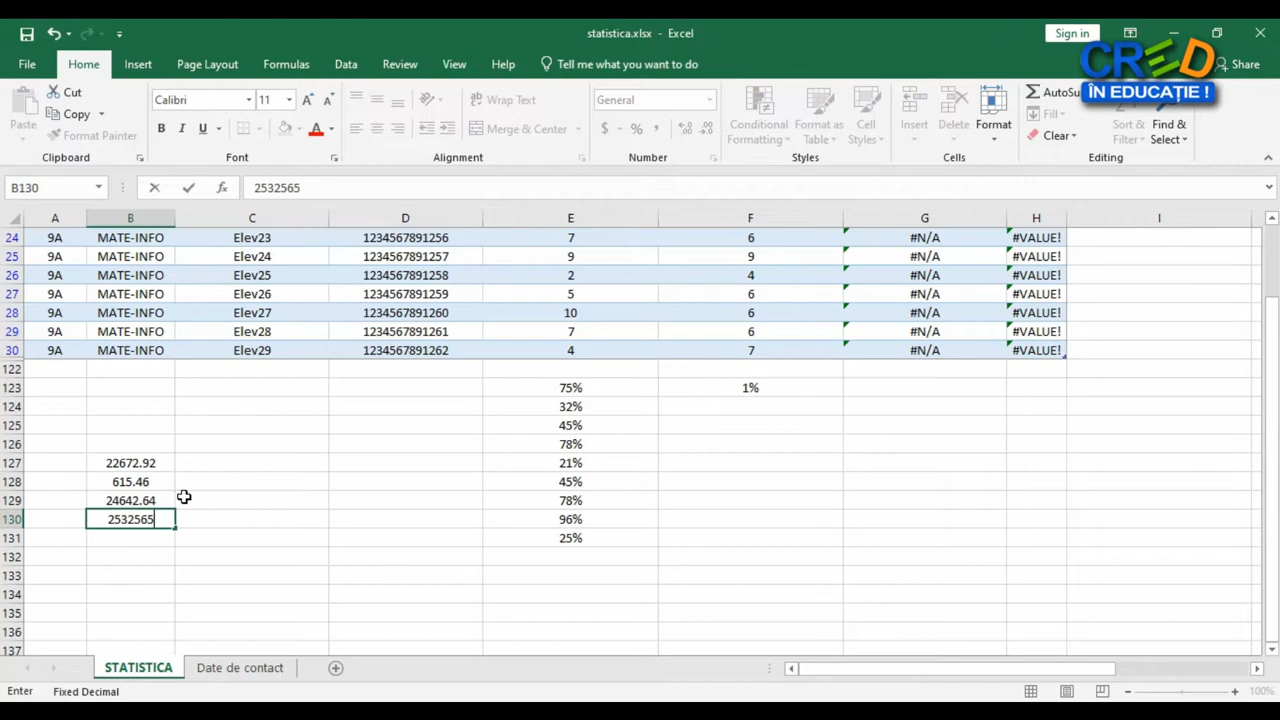 statistica.xlsx - Excel
Sign in
CRED
ÎN EDUCAȚIE !
File Home Insert Page Layout Formulas Data Review View Help Tell me what you want to do Share
Paste
Cut
Copy
Format Painter
Clipboard
Calibri 11
B I U
Font
Wrap Text
Merge & Center
Alignment
General
$ % ,
Number
Conditional Formatting
Format as Table
Cell Styles
Styles
Insert Delete Format
Cells
AutoSu
Fill
Clear
Sort & Filter
Find & Select
Editing
B130 fx 2532565
A B C D E F G H I
24 9A MATE-INFO Elev23 1234567891256 7 6 #N/A #VALUE!
25 9A MATE-INFO Elev24 1234567891257 9 9 #N/A #VALUE!
26 9A MATE-INFO Elev25 1234567891258 2 4 #N/A #VALUE!
27 9A MATE-INFO Elev26 1234567891259 5 6 #N/A #VALUE!
28 9A MATE-INFO Elev27 1234567891260 10 6 #N/A #VALUE!
29 9A MATE-INFO Elev28 1234567891261 7 6 #N/A #VALUE!
30 9A MATE-INFO Elev29 1234567891262 4 7 #N/A #VALUE!
122
123 75% 1%
124 32%
125 45%
126 78%
127 22672.92 21%
128 615.46 45%
129 24642.64 78%
130 2532565 96%
131 25%
132
133
134
135
136
137
STATISTICA Date de contact
Enter Fixed Decimal 100%